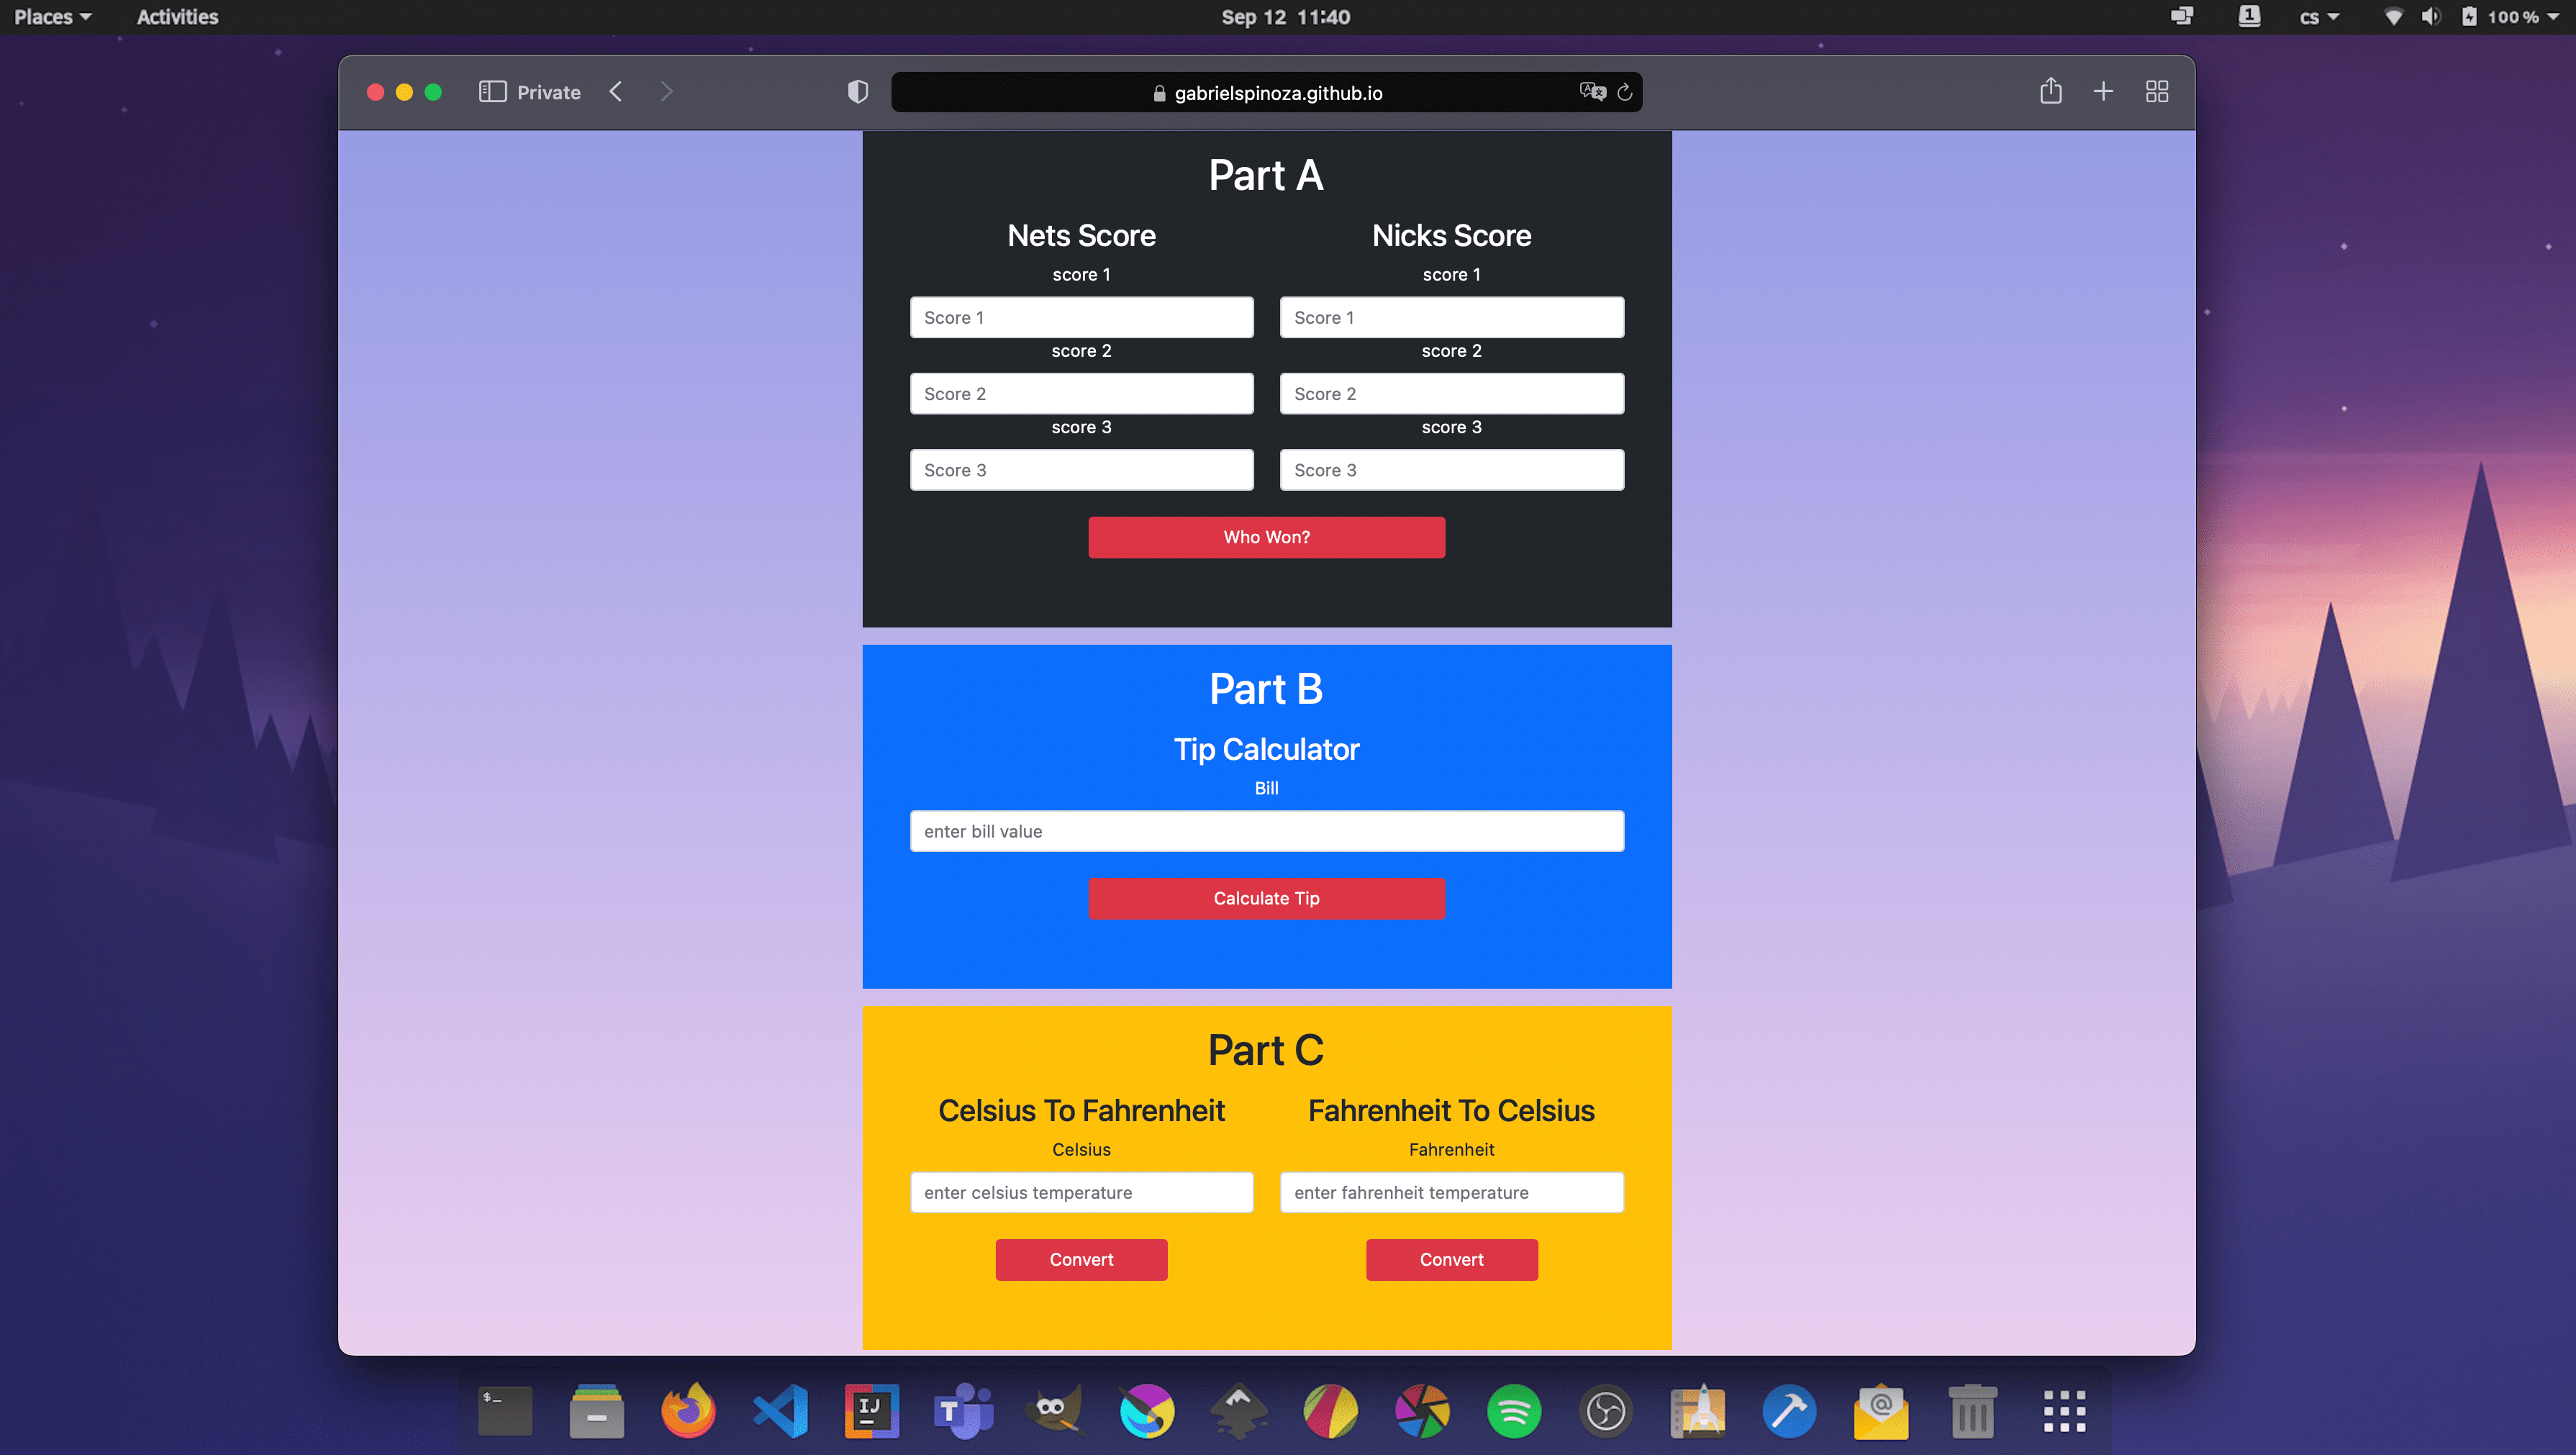 Places Activities Sep 12 11:40 1 cs 100 %
Private gabrielspinoza.github.io
Part A
Nets Score Nicks Score
score 1 score 1
Score 1 Score 1
score 2 score 2
Score 2 Score 2
score 3 score 3
Score 3 Score 3
Who Won?
Part B
Tip Calculator
Bill
enter bill value
Calculate Tip
Part C
Celsius To Fahrenheit Fahrenheit To Celsius
Celsius Fahrenheit
enter celsius temperature enter fahrenheit temperature
Convert Convert
$_ IJ T @